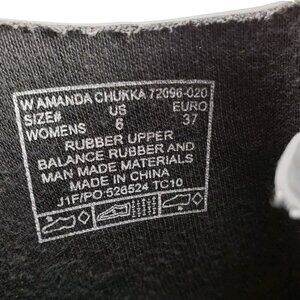 W AMANDA CHUKKA 72096-020
SIZE# US EURO
WOMENS 6 37
RUBBER UPPER
BALANCE RUBBER AND
MAN MADE MATERIALS
MADE IN CHINA
J1F/PO:526524 TC10